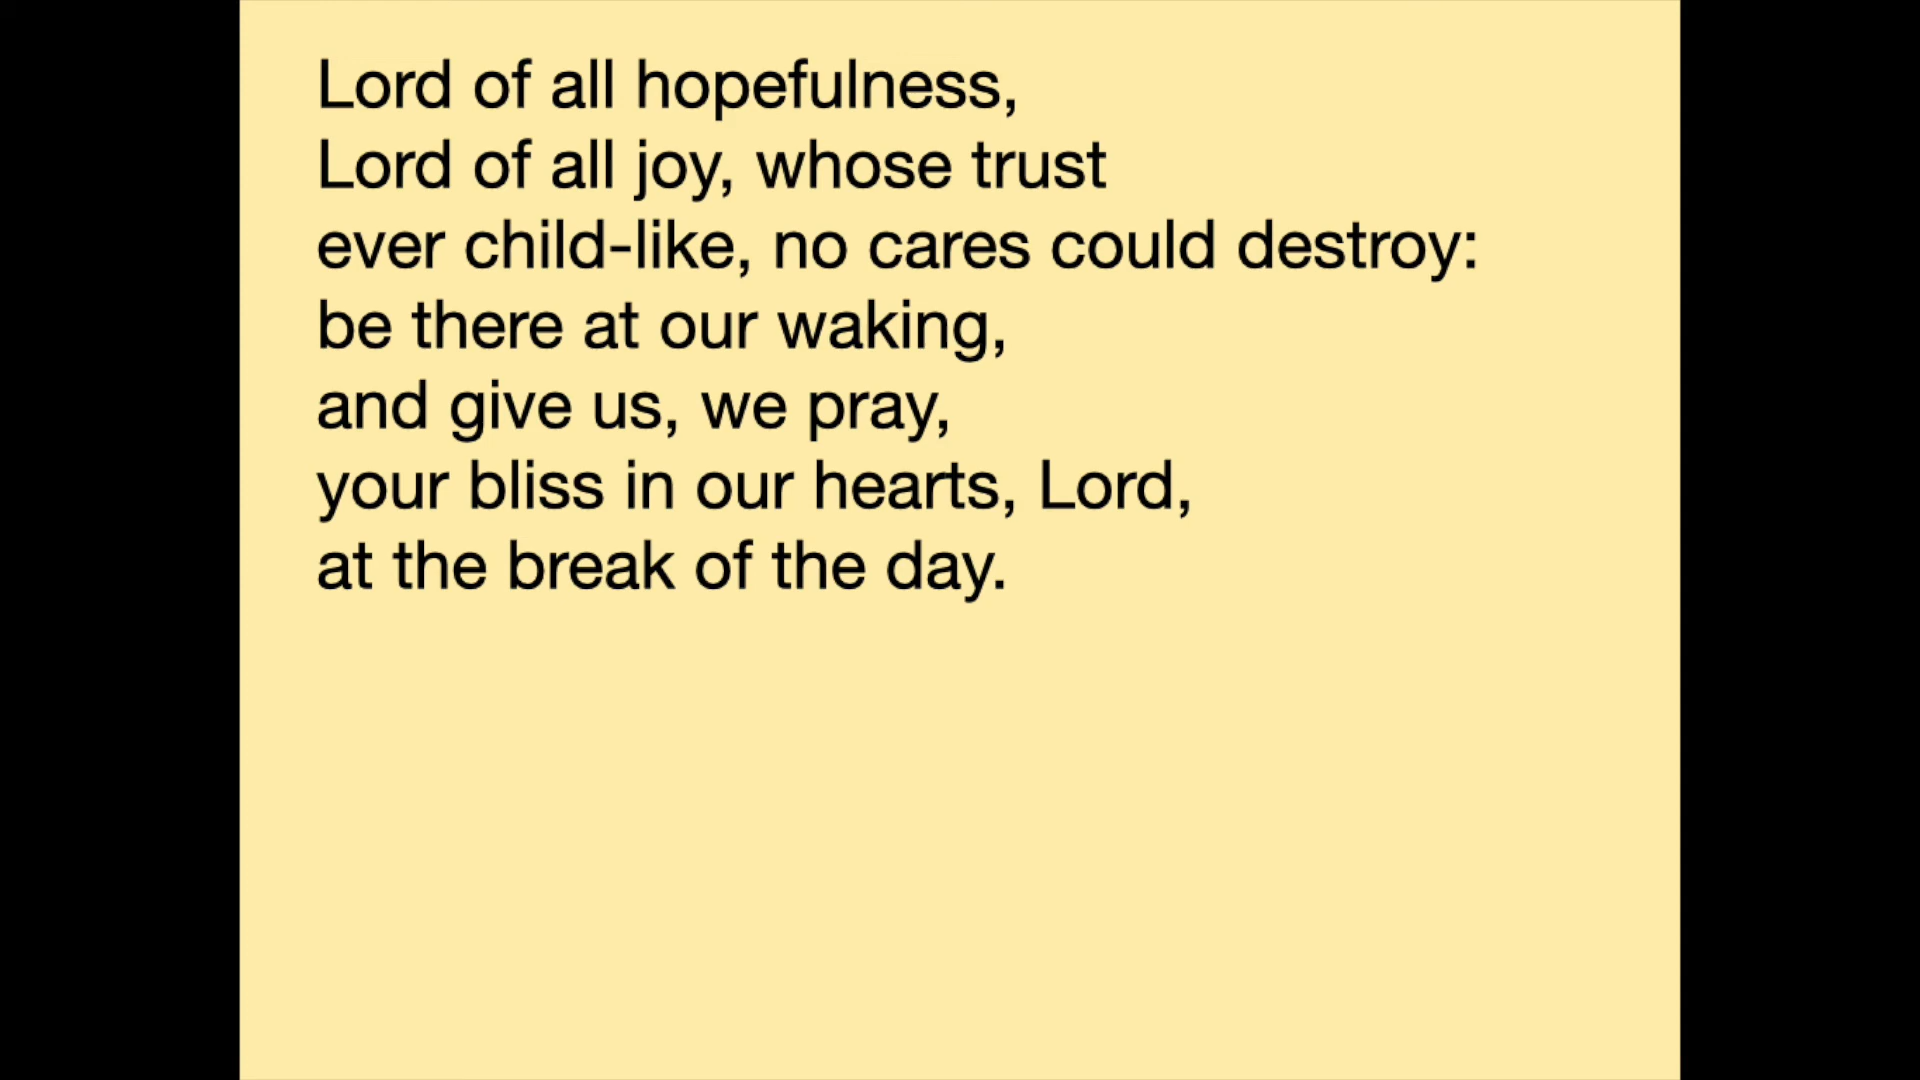 Lord of all hopefulness,
Lord of all joy, whose trust
ever child-like, no cares could destroy:
be there at our waking,
and give us, we pray,
your bliss in our hearts, Lord,
at the break of the day.